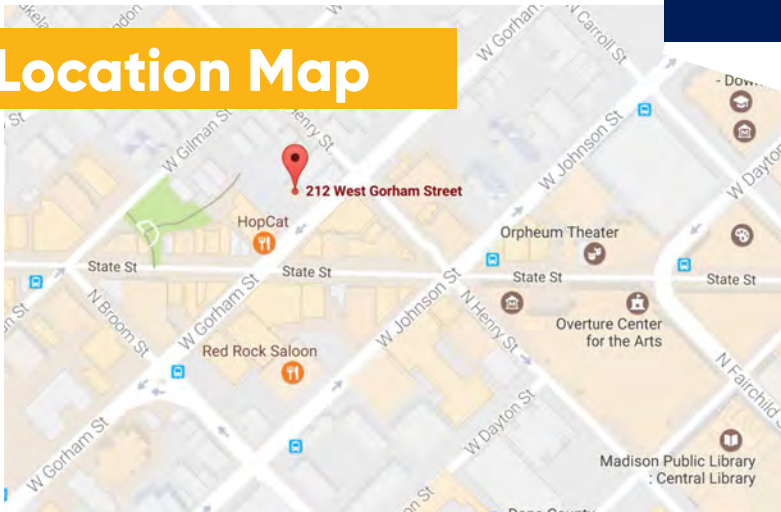 Location Map
W Gorham
N Carroll St
St
W Gilman St
Henry St
W Johnson St
W Dayton
212 West Gorham Street
HopCat
Orpheum Theater
State St
State St
State St
State St
N Broom St
W Gorham St
W Johnson St
N Henry St
Overture Center
for the Arts
Red Rock Saloon
N Fairchild
W Dayton St
W Gorham St
Madison Public Library
: Central Library